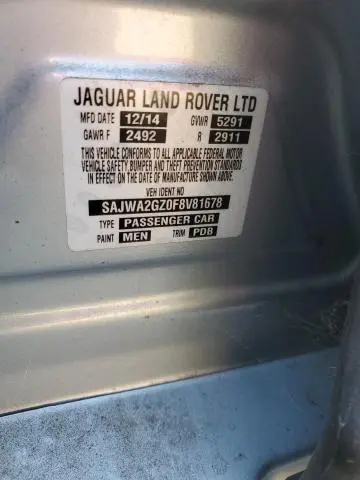 JAGUAR LAND ROVER LTD
MFD DATE 12/14 GVWR 5291
GAWR F 2492 R 2911
THIS VEHICLE CONFORMS TO ALL APPLICABLE FEDERAL MOTOR
VEHICLE SAFETY BUMPER AND THEFT PREVENTION STANDARDS
IN EFFECT ON THE DATE OF MANUFACTURE SHOWN ABOVE
VEH IDENT NO
SAJWA2GZ0F8V81678
TYPE PASSENGER CAR
PAINT MEN TRIM PDB